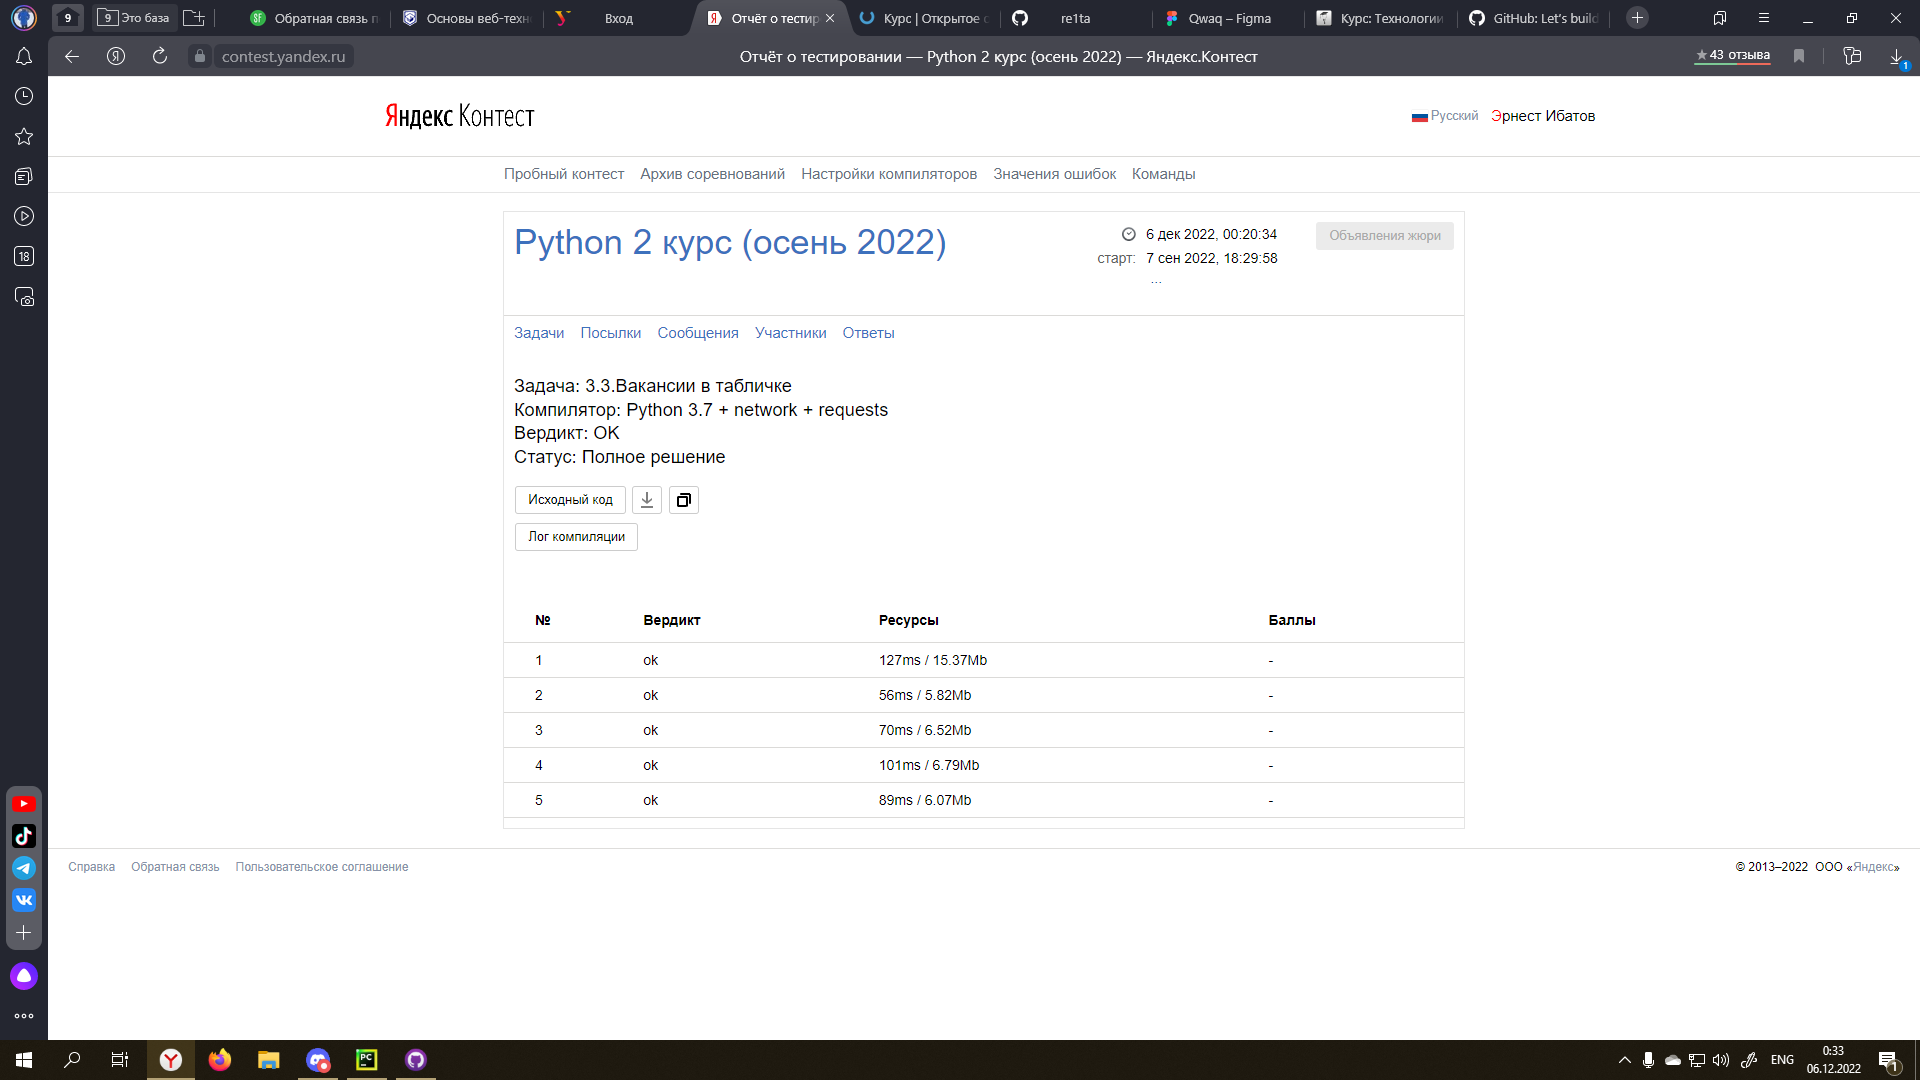 9
9 Это база
Обратная связь п
Основы веб-техн
Вход
Отчёт о тестир
Курс | Открытое о
re1ta
Qwaq – Figma
Курс: Технологии
GitHub: Let's build
contest.yandex.ru
Отчёт о тестировании — Python 2 курс (осень 2022) — Яндекс.Контест
★ 43 отзыва
1
Яндекс Контест
Русский
Эрнест Ибатов
Пробный контест Архив соревнований Настройки компиляторов Значения ошибок Команды
Python 2 курс (осень 2022)
6 дек 2022, 00:20:34
старт: 7 сен 2022, 18:29:58
...
Объявления жюри
Задачи Посылки Сообщения Участники Ответы
Задача: 3.3.Вакансии в табличке
Компилятор: Python 3.7 + network + requests
Вердикт: OK
Статус: Полное решение
Исходный код
Лог компиляции
№ Вердикт Ресурсы Баллы
1 ok 127ms / 15.37Mb -
2 ok 56ms / 5.82Mb -
3 ok 70ms / 6.52Mb -
4 ok 101ms / 6.79Mb -
5 ok 89ms / 6.07Mb -
Справка Обратная связь Пользовательское соглашение
© 2013–2022 ООО «Яндекс»
18
ENG
0:33
06.12.2022
1